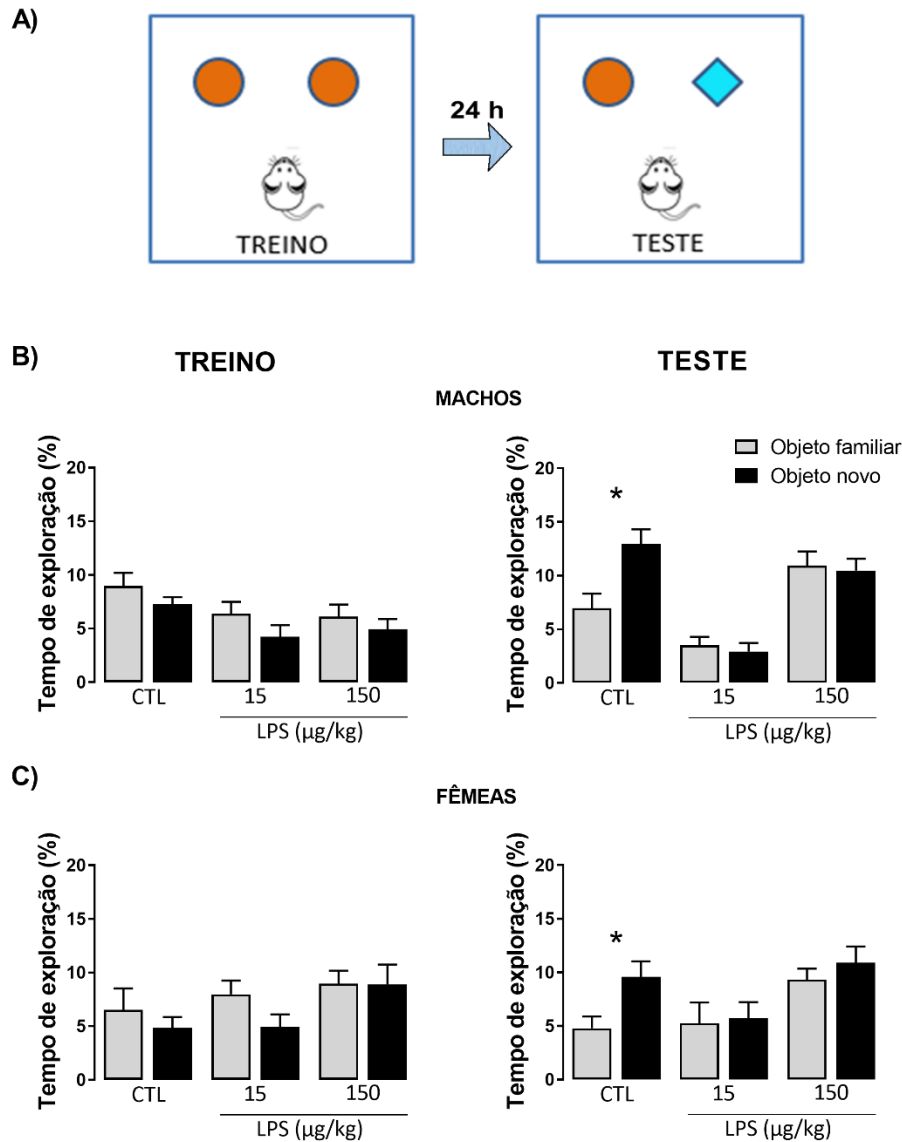 A)
24 h
TREINO
TESTE
B)
TREINO
TESTE
MACHOS
Tempo de exploração (%)
20
15
10
5
0
CTL
15
150
LPS (µg/kg)
Tempo de exploração (%)
20
15
10
5
0
*
Objeto familiar
Objeto novo
CTL
15
150
LPS (µg/kg)
C)
FÊMEAS
Tempo de exploração (%)
20
15
10
5
0
CTL
15
150
LPS (µg/kg)
Tempo de exploração (%)
20
15
10
5
0
*
CTL
15
150
LPS (µg/kg)